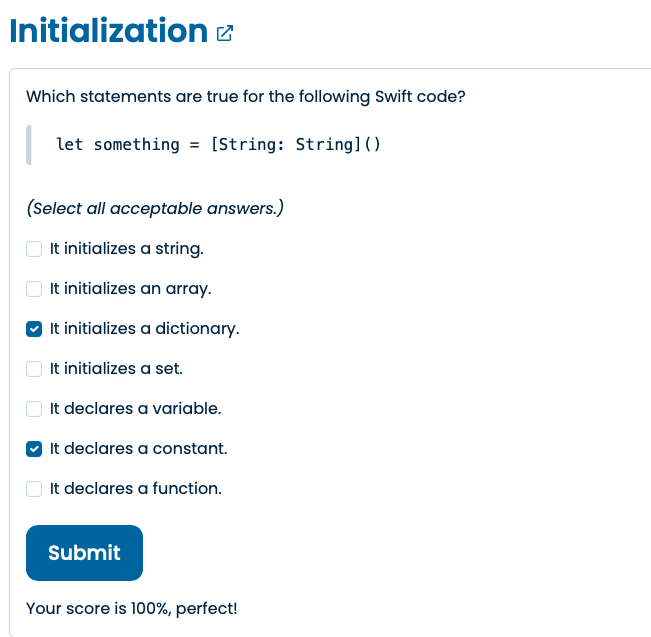 Initialization
Which statements are true for the following Swift code?
let something = [String: String]()
(Select all acceptable answers.)
It initializes a string.
It initializes an array.
It initializes a dictionary.
It initializes a set.
It declares a variable.
It declares a constant.
It declares a function.
Submit
Your score is 100%, perfect!